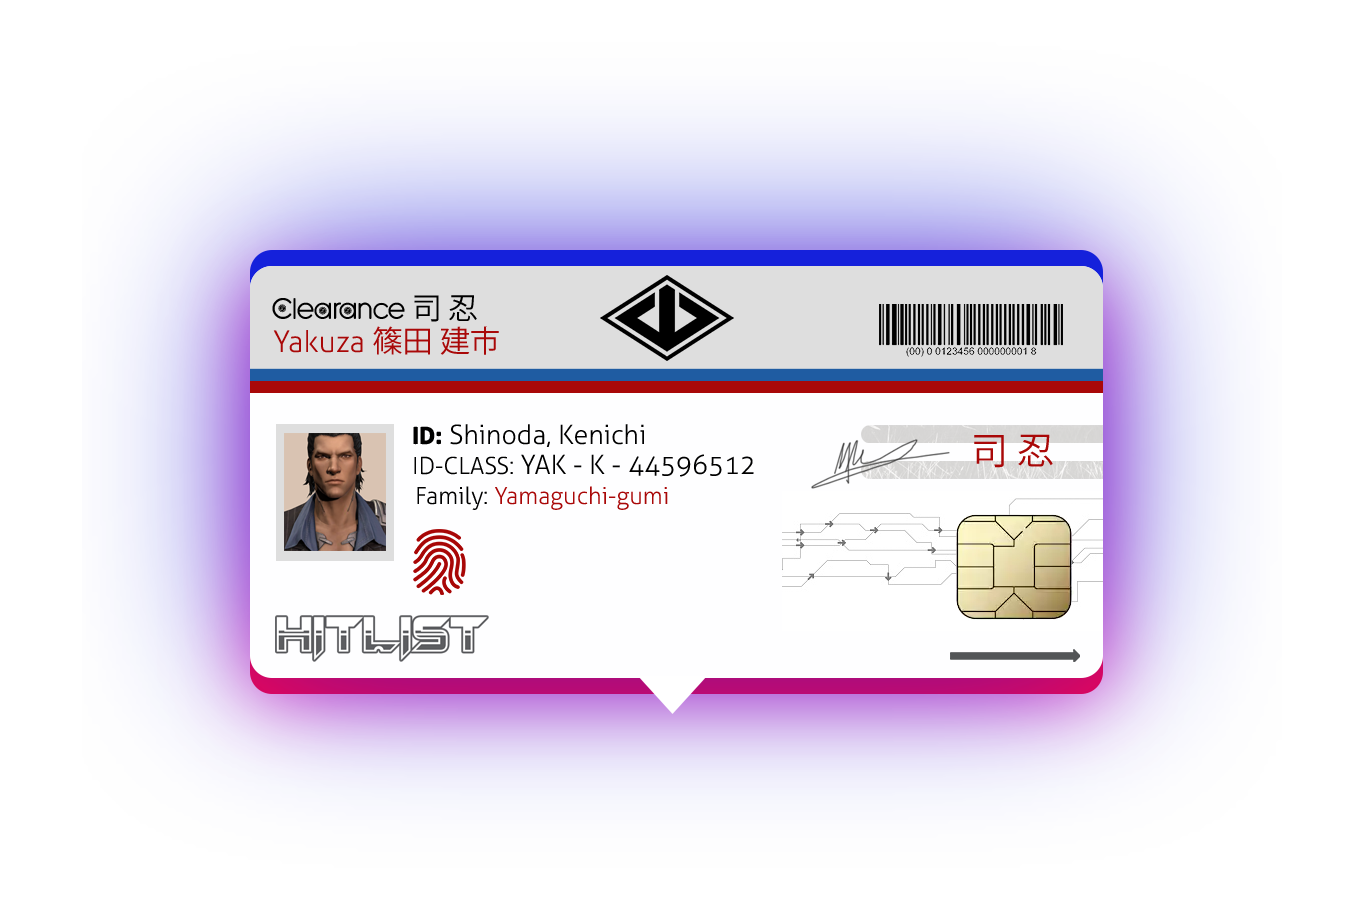 Clearance 司 忍
Yakuza 篠田 建市
(00) 0 0123456 000000001 8
ID: Shinoda, Kenichi
ID-CLASS: YAK - K - 44596512
Family: Yamaguchi-gumi
司 忍
HITLIST